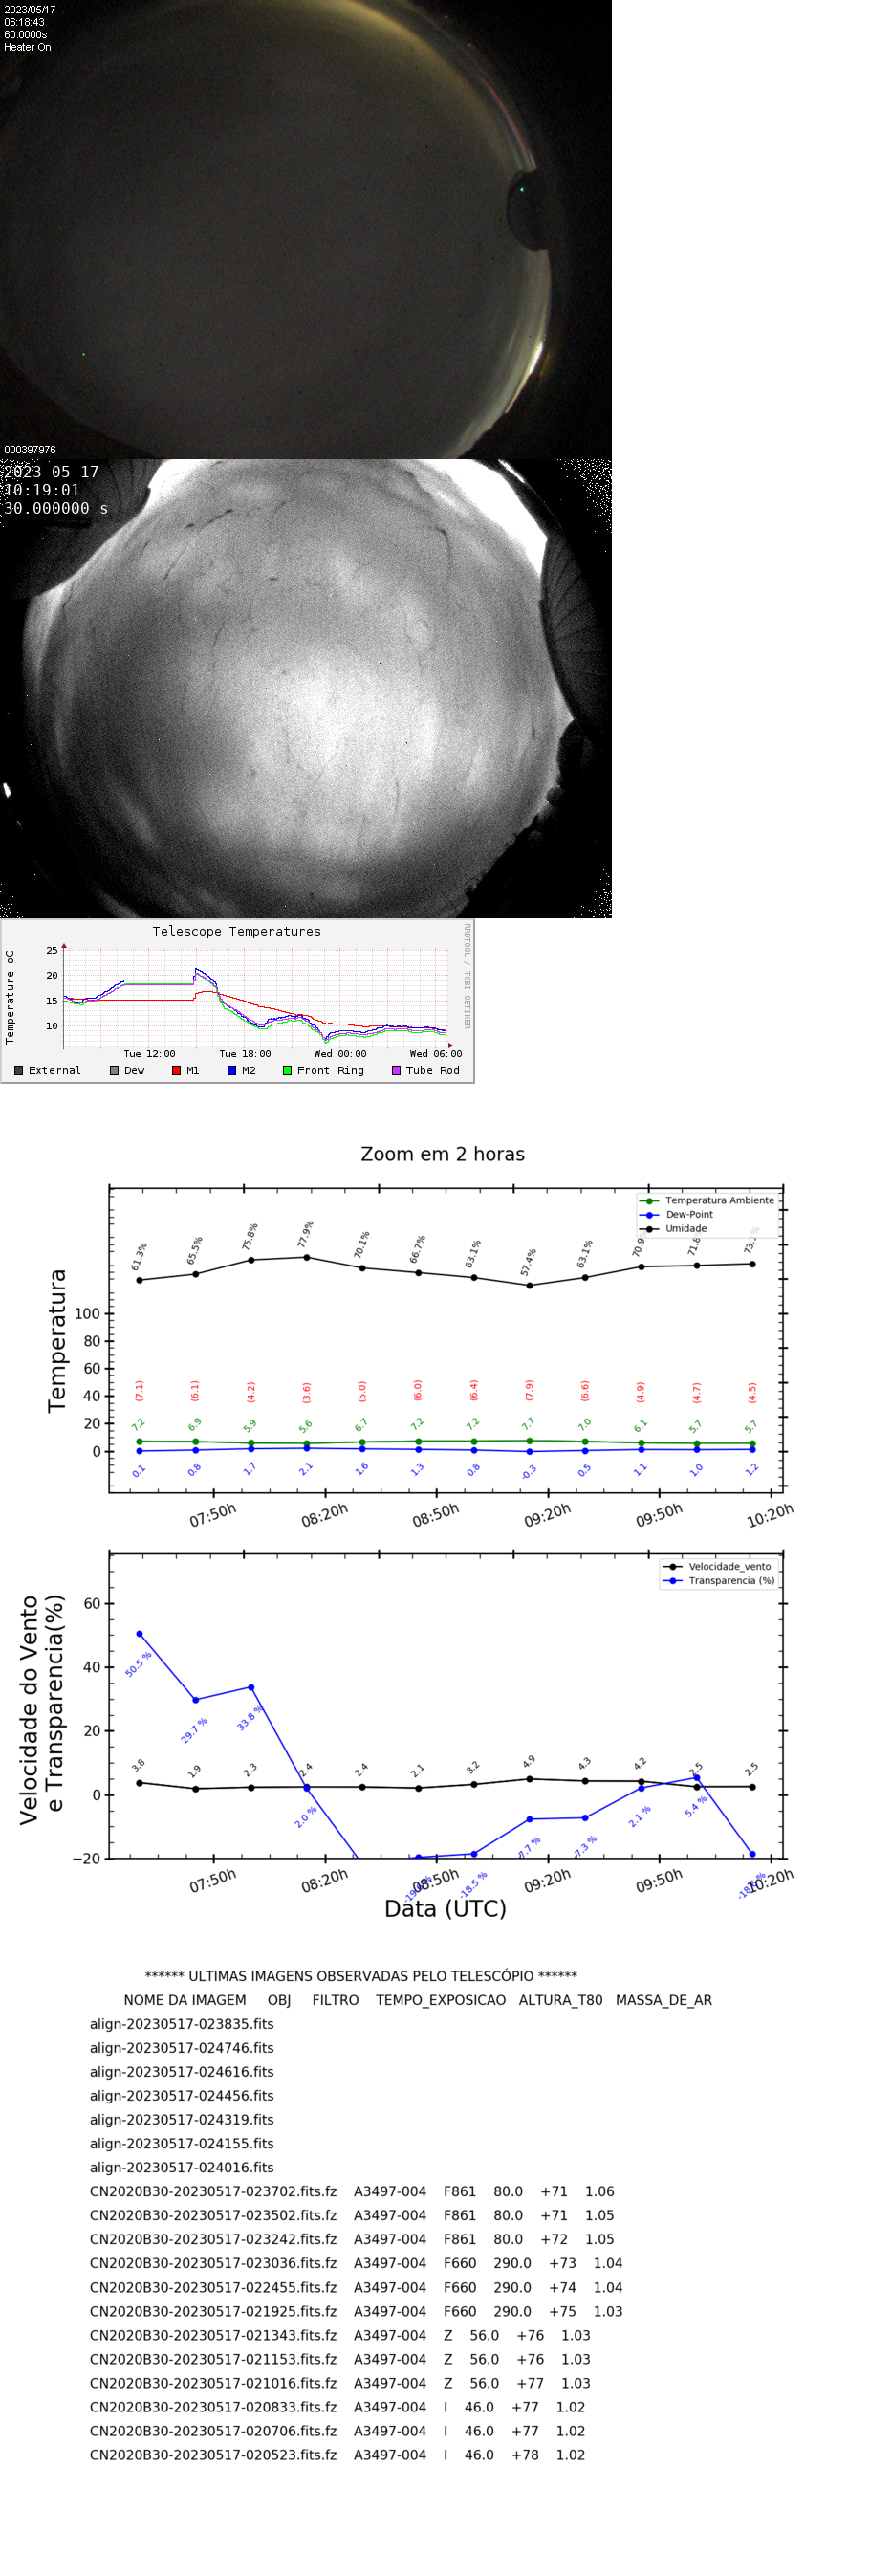 2023/05/17
06:18:43
60.0000s
Heater On
000397976
2023-05-17
10:19:01
30.000000 s
Telescope Temperatures
RRDTOOL / TOBI OETIKER
Temperature oC
25
20
15
10
Tue 12:00 Tue 18:00 Wed 00:00 Wed 06:00
External Dew M1 M2 Front Ring Tube Rod
Zoom em 2 horas
Temperatura Ambiente
Dew-Point
Umidade
61.3% 65.5% 75.8% 77.9% 70.1% 66.7% 63.1% 57.4% 63.1% 70.9 71.6 73.
Temperatura
100
80
60
40
20
0
(7.1) (6.1) (4.2) (3.6) (5.0) (6.0) (6.4) (7.9) (6.6) (4.9) (4.7) (4.5)
7.2 6.9 5.9 5.6 6.7 7.2 7.2 7.7 7.0 6.1 5.7 5.7
0.1 0.8 1.7 2.1 1.6 1.3 0.8 -0.3 0.5 1.1 1.0 1.2
07:50h 08:20h 08:50h 09:20h 09:50h 10:20h
Velocidade_vento
Transparencia (%)
Velocidade do Vento
e Transparencia(%)
60
40
20
0
−20
3.8 1.9 2.3 2.4 2.4 2.1 3.2 4.9 4.3 4.2 2.5 2.5
50.5 % 29.7 % 33.8 % 2.0 % -18.5 % -7.7 % -7.3 % 2.1 % 5.4 %
07:50h 08:20h 08:50h 09:20h 09:50h 10:20h
Data (UTC)
****** ULTIMAS IMAGENS OBSERVADAS PELO TELESCÓPIO ******
NOME DA IMAGEM OBJ FILTRO TEMPO_EXPOSICAO ALTURA_T80 MASSA_DE_AR
align-20230517-023835.fits
align-20230517-024746.fits
align-20230517-024616.fits
align-20230517-024456.fits
align-20230517-024319.fits
align-20230517-024155.fits
align-20230517-024016.fits
CN2020B30-20230517-023702.fits.fz A3497-004 F861 80.0 +71 1.06
CN2020B30-20230517-023502.fits.fz A3497-004 F861 80.0 +71 1.05
CN2020B30-20230517-023242.fits.fz A3497-004 F861 80.0 +72 1.05
CN2020B30-20230517-023036.fits.fz A3497-004 F660 290.0 +73 1.04
CN2020B30-20230517-022455.fits.fz A3497-004 F660 290.0 +74 1.04
CN2020B30-20230517-021925.fits.fz A3497-004 F660 290.0 +75 1.03
CN2020B30-20230517-021343.fits.fz A3497-004 Z 56.0 +76 1.03
CN2020B30-20230517-021153.fits.fz A3497-004 Z 56.0 +76 1.03
CN2020B30-20230517-021016.fits.fz A3497-004 Z 56.0 +77 1.03
CN2020B30-20230517-020833.fits.fz A3497-004 I 46.0 +77 1.02
CN2020B30-20230517-020706.fits.fz A3497-004 I 46.0 +77 1.02
CN2020B30-20230517-020523.fits.fz A3497-004 I 46.0 +78 1.02